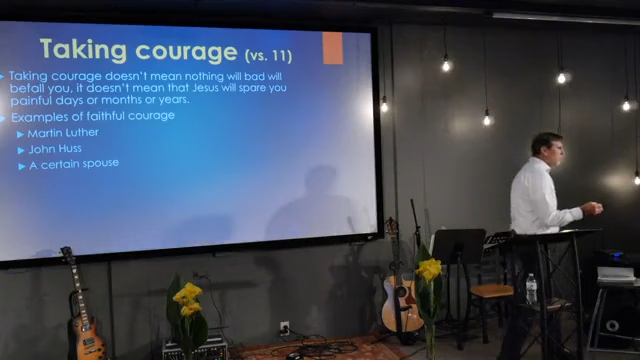 Taking courage (vs. 11)
Taking courage doesn't mean nothing will bad will
befall you, it doesn't mean that Jesus will spare you
painful days or months or years.
Examples of faithful courage
Martin Luther
John Huss
A certain spouse